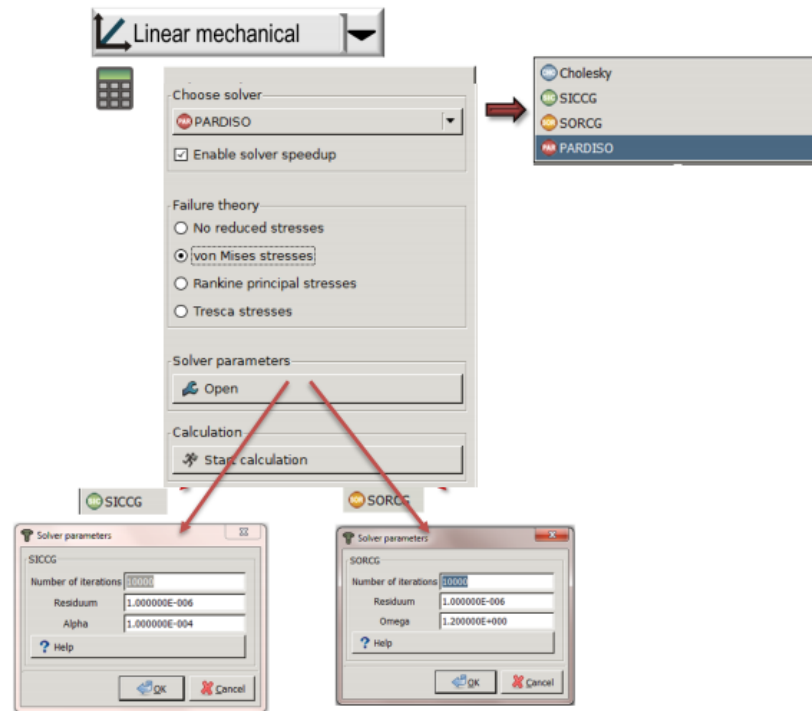 Linear mechanical
Choose solver
PARDISO
Enable solver speedup
Failure theory
No reduced stresses
von Mises stresses
Rankine principal stresses
Tresca stresses
Solver parameters
Open
Calculation
Start calculation
Cholesky
SICCG
SORCG
PARDISO
SICCG
Solver parameters
SICCG
Number of iterations 10000
Residuum 1.000000E-006
Alpha 1.000000E-004
? Help
OK Cancel
SORCG
Solver parameters
SORCG
Number of iterations 10000
Residuum 1.000000E-006
Omega 1.200000E+000
? Help
OK Cancel